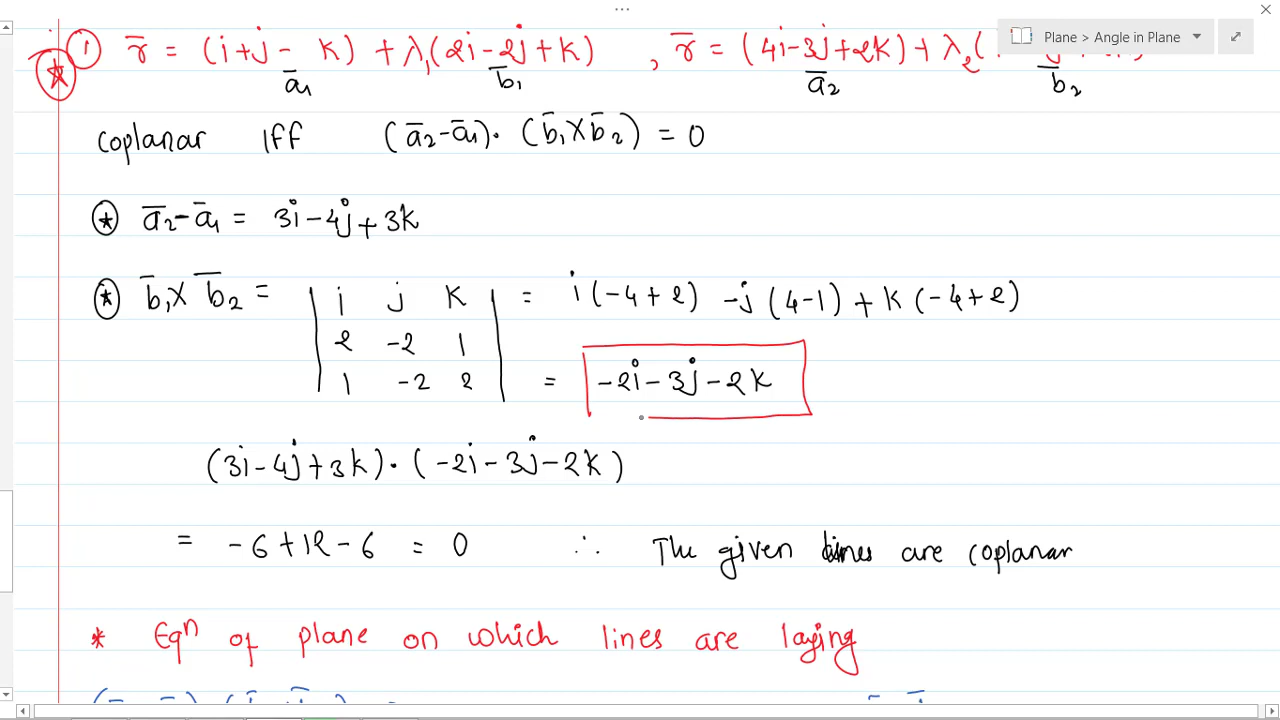 ① r̄ = (i+j- k) + λ₁(2i-2j+k) , r̄ = (4i-3j+2k)+ λ₂(
Plane > Angle in Plane
ā₁ b̄₁ ā₂ b̄₂
coplanar Iff (ā₂-ā₁)·(b̄₁×b̄₂) = 0
ā₂-ā₁ = 3i-4j+3k
b̄₁× b̄₂ = | i j k | = i(-4+2) -j(4-1) + k(-4+2)
2 -2 1
1 -2 2 = -2i-3j-2k
(3i-4j+3k)·(-2i-3j-2k)
= -6+12-6 = 0 ∴ The given lines are coplanar
* Eqⁿ of plane on which lines are laying